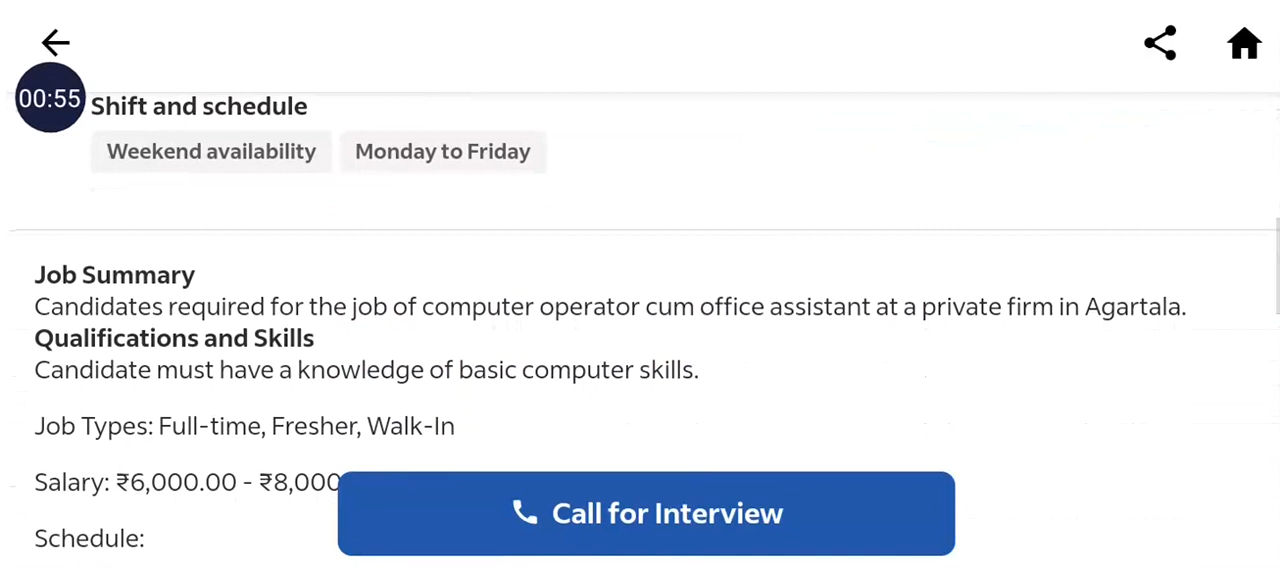 00:55
Shift and schedule
Weekend availability Monday to Friday
Job Summary
Candidates required for the job of computer operator cum office assistant at a private firm in Agartala.
Qualifications and Skills
Candidate must have a knowledge of basic computer skills.
Job Types: Full-time, Fresher, Walk-In
Salary: ₹6,000.00 - ₹8,000
Call for Interview
Schedule: